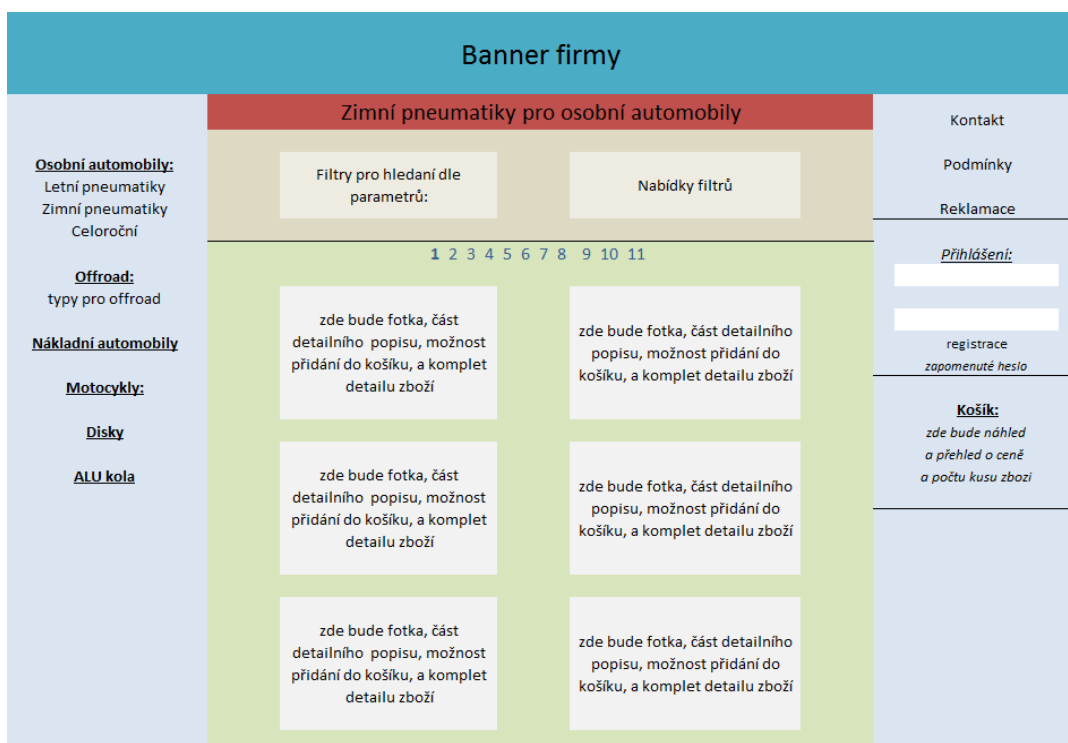 Banner firmy
Zimní pneumatiky pro osobní automobily
Osobní automobily:
Letní pneumatiky
Zimní pneumatiky
Celoroční
Offroad:
typy pro offroad
Nákladní automobily
Motocykly:
Disky
ALU kola
Filtry pro hledaní dle
parametrů:
Nabídky filtrů
1 2 3 4 5 6 7 8 9 10 11
zde bude fotka, část
detailního popisu, možnost
přidání do košíku, a komplet
detailu zboží
zde bude fotka, část detailního
popisu, možnost přidání do
košíku, a komplet detailu zboží
zde bude fotka, část
detailního popisu, možnost
přidání do košíku, a komplet
detailu zboží
zde bude fotka, část detailního
popisu, možnost přidání do
košíku, a komplet detailu zboží
zde bude fotka, část
detailního popisu, možnost
přidání do košíku, a komplet
detailu zboží
zde bude fotka, část detailního
popisu, možnost přidání do
košíku, a komplet detailu zboží
Kontakt
Podmínky
Reklamace
Přihlášení:
registrace
zapomenuté heslo
Košík:
zde bude náhled
a přehled o ceně
a počtu kusu zbozi